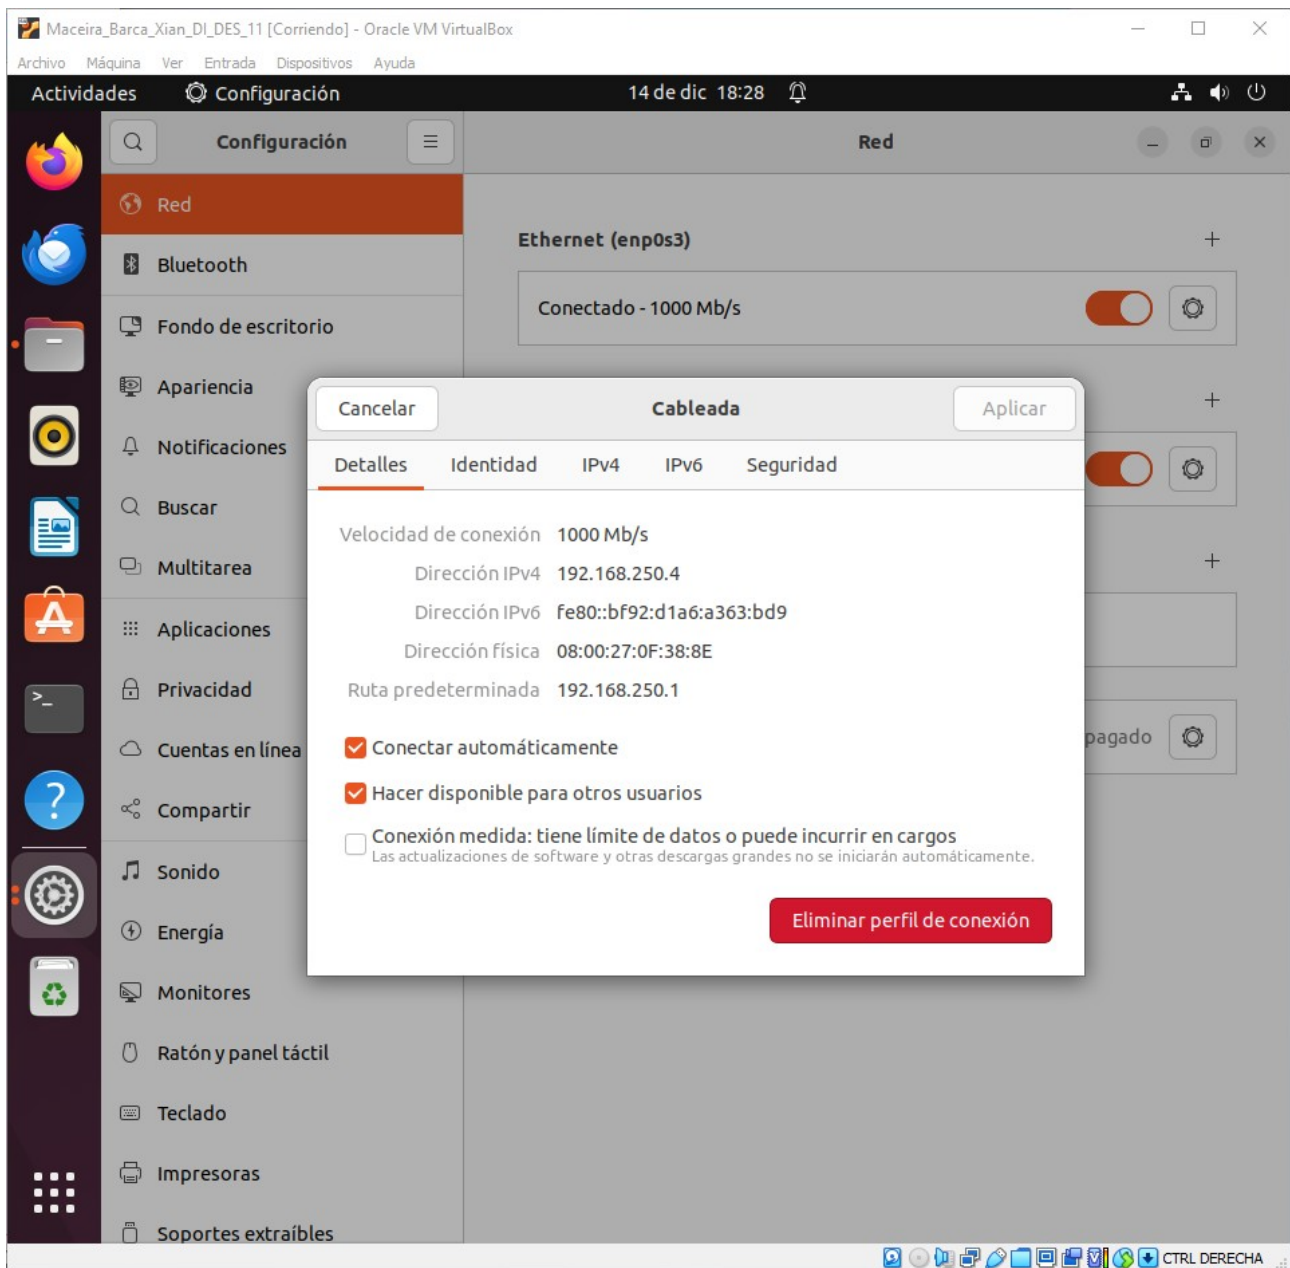 Maceira_Barca_Xian_DI_DES_11 [Corriendo] - Oracle VM VirtualBox
Archivo Máquina Ver Entrada Dispositivos Ayuda
Actividades Configuración 14 de dic 18:28
Configuración Red
Red
Bluetooth
Fondo de escritorio
Apariencia
Notificaciones
Buscar
Multitarea
Aplicaciones
Privacidad
Cuentas en línea
Compartir
Sonido
Energía
Monitores
Ratón y panel táctil
Teclado
Impresoras
Soportes extraíbles
Ethernet (enp0s3)
Conectado - 1000 Mb/s
pagado
Cancelar Cableada Aplicar
Detalles Identidad IPv4 IPv6 Seguridad
Velocidad de conexión 1000 Mb/s
Dirección IPv4 192.168.250.4
Dirección IPv6 fe80::bf92:d1a6:a363:bd9
Dirección física 08:00:27:0F:38:8E
Ruta predeterminada 192.168.250.1
Conectar automáticamente
Hacer disponible para otros usuarios
Conexión medida: tiene límite de datos o puede incurrir en cargos
Las actualizaciones de software y otras descargas grandes no se iniciarán automáticamente.
Eliminar perfil de conexión
CTRL DERECHA